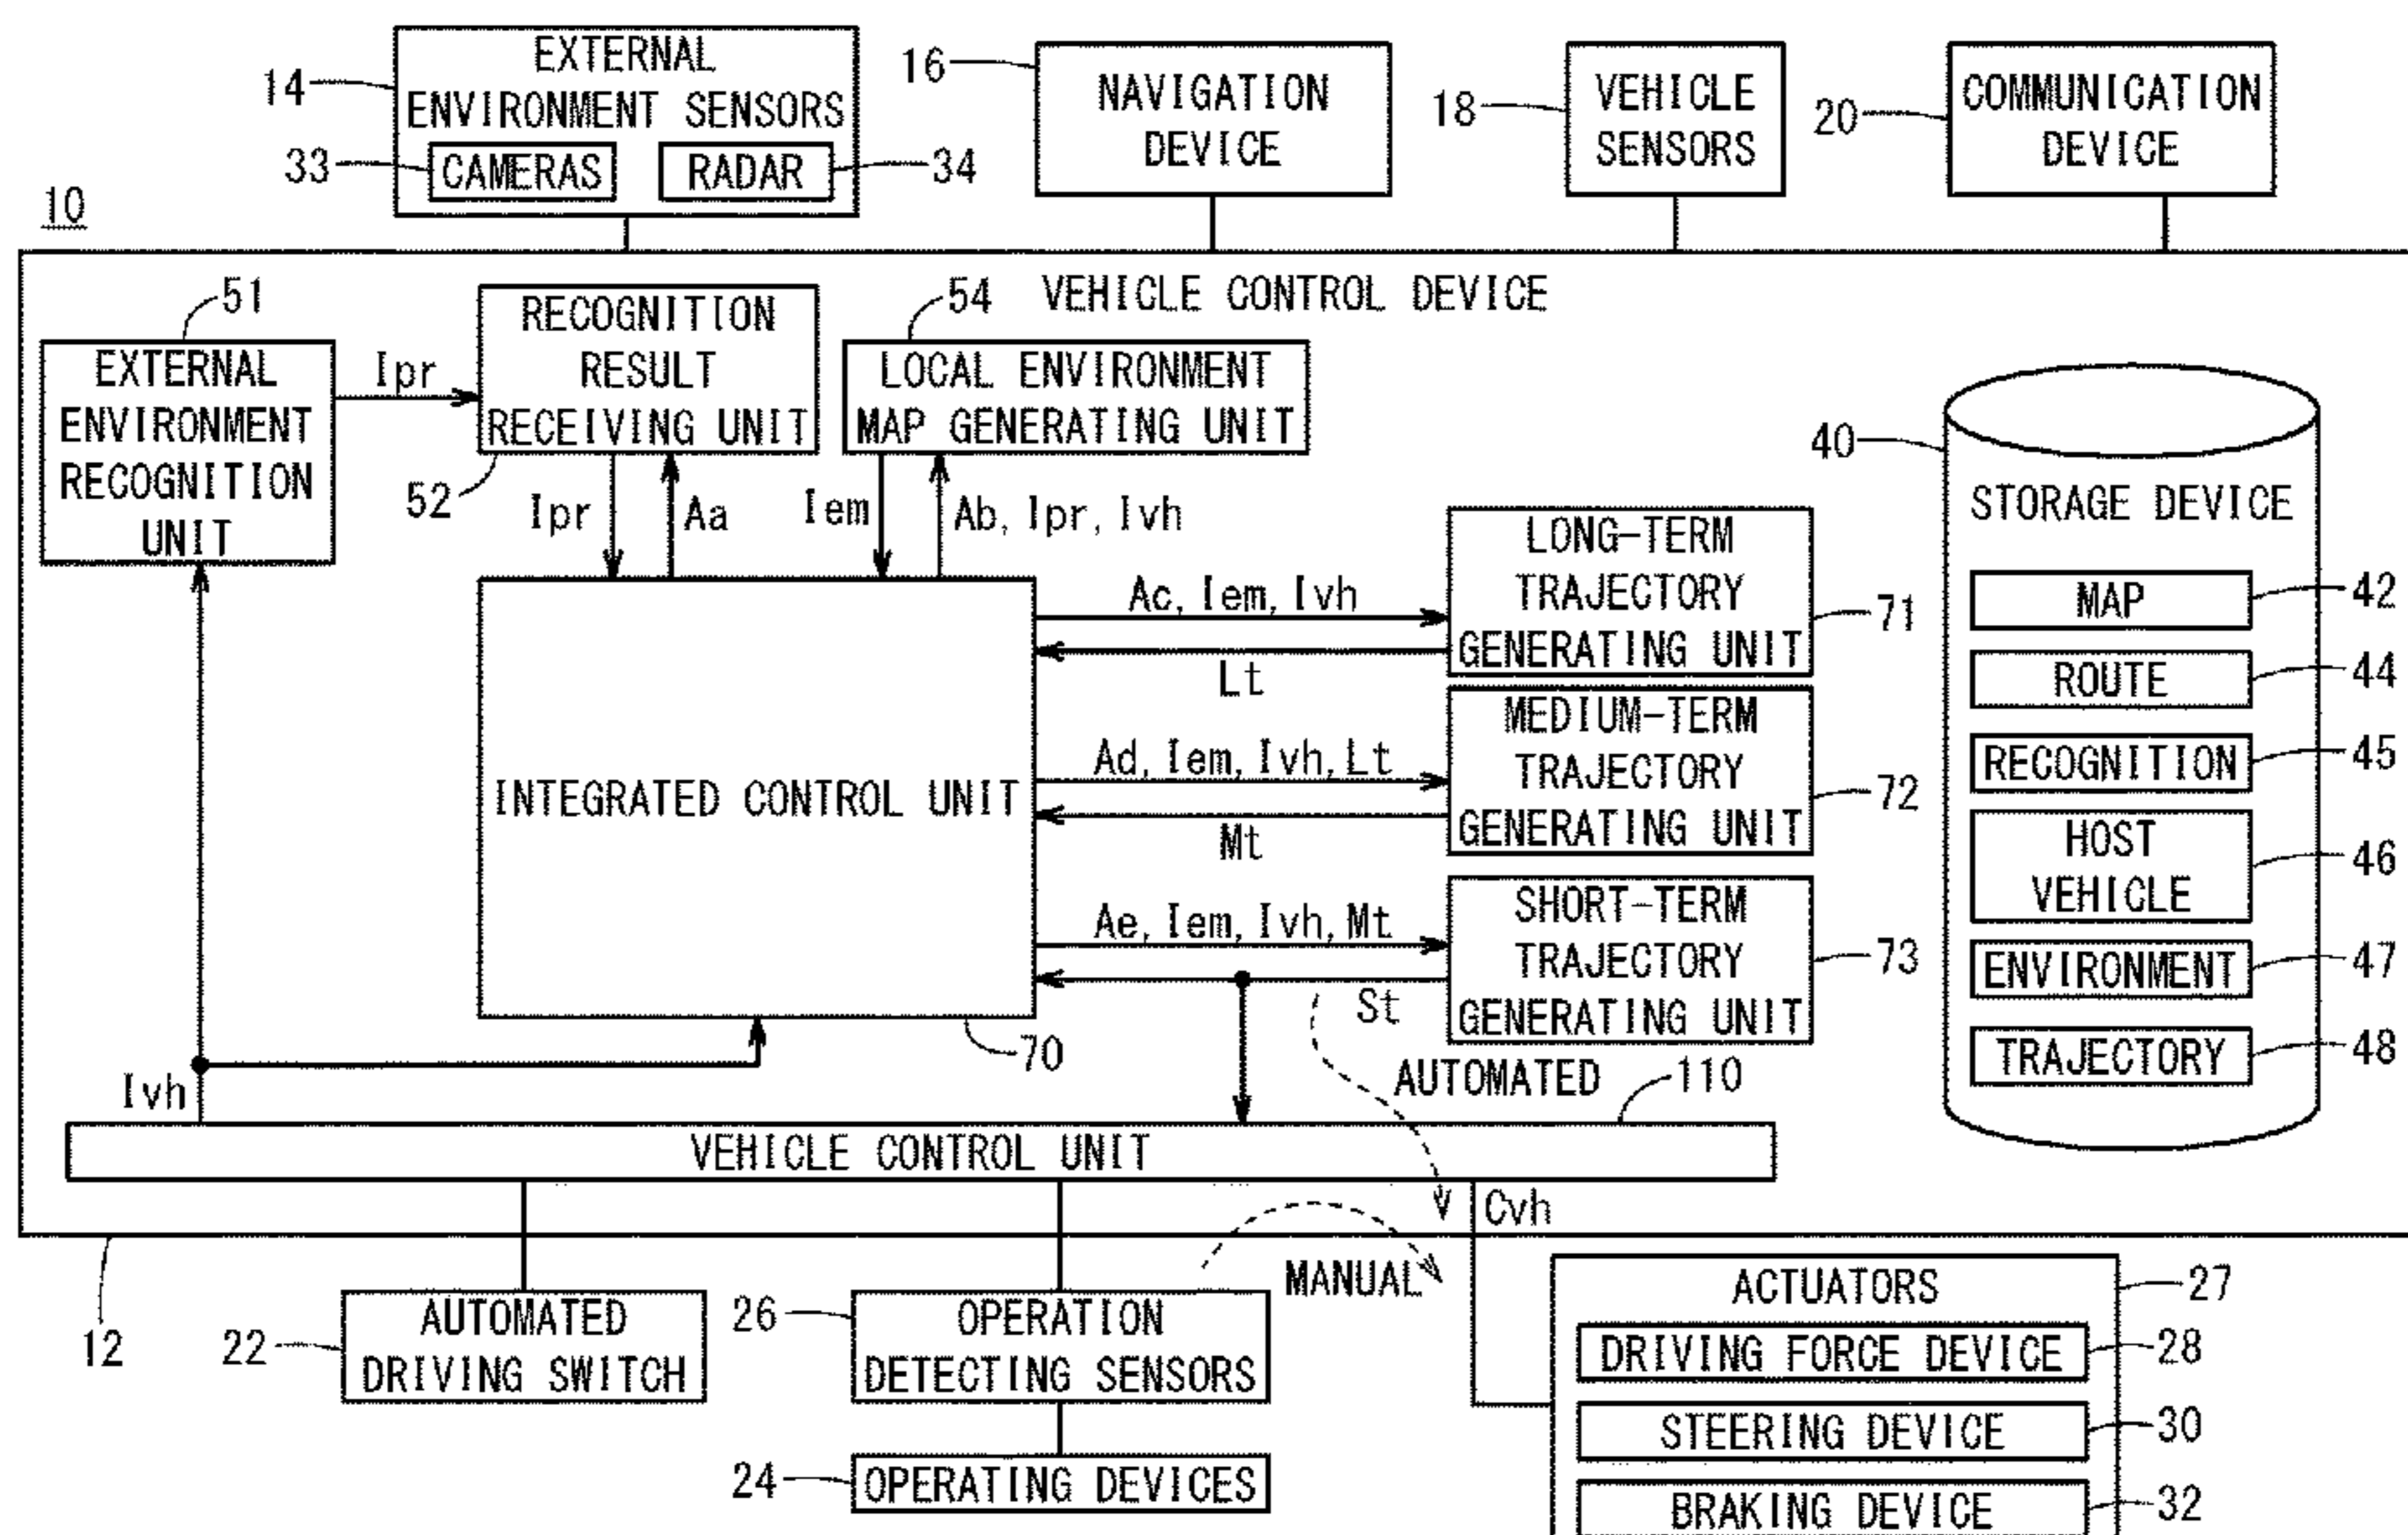 10
14
EXTERNAL
ENVIRONMENT SENSORS
33
CAMERAS
RADAR
34
16
NAVIGATION
DEVICE
18
VEHICLE
SENSORS
20
COMMUNICATION
DEVICE
VEHICLE CONTROL DEVICE
51
EXTERNAL
ENVIRONMENT
RECOGNITION
UNIT
Ipr
RECOGNITION
RESULT
RECEIVING UNIT
52
54
LOCAL ENVIRONMENT
MAP GENERATING UNIT
Ipr
Aa
Iem
Ab, Ipr, Ivh
INTEGRATED CONTROL UNIT
70
Ac, Iem, Ivh
Lt
LONG-TERM
TRAJECTORY
GENERATING UNIT
71
Ad, Iem, Ivh, Lt
Mt
MEDIUM-TERM
TRAJECTORY
GENERATING UNIT
72
Ae, Iem, Ivh, Mt
St
SHORT-TERM
TRAJECTORY
GENERATING UNIT
73
40
STORAGE DEVICE
MAP
42
ROUTE
44
RECOGNITION
45
HOST
VEHICLE
46
ENVIRONMENT
47
TRAJECTORY
48
Ivh
AUTOMATED
110
VEHICLE CONTROL UNIT
Cvh
MANUAL
12
22
AUTOMATED
DRIVING SWITCH
26
OPERATION
DETECTING SENSORS
24
OPERATING DEVICES
ACTUATORS
27
DRIVING FORCE DEVICE
28
STEERING DEVICE
30
BRAKING DEVICE
32